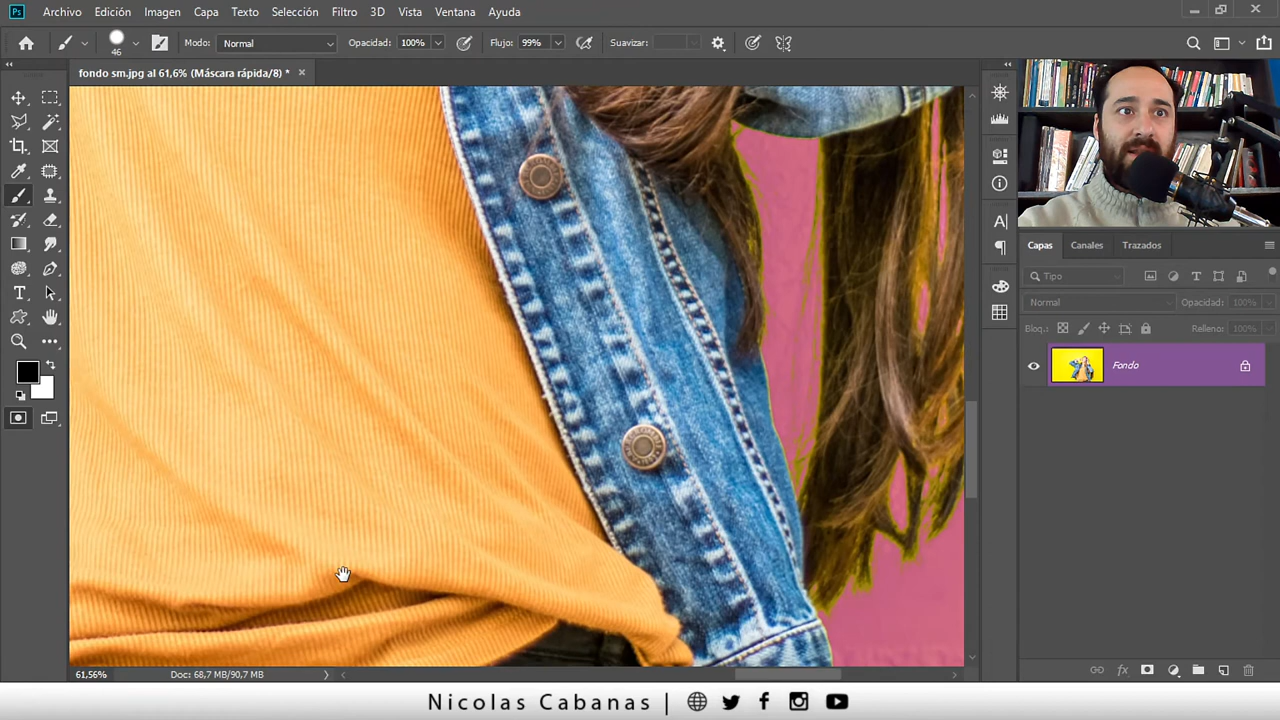 Ps Archivo Edición Imagen Capa Texto Selección Filtro 3D Vista Ventana Ayuda
46 Modo: Normal Opacidad: 100% Flujo: 99% Suavizar:
fondo sm.jpg al 61,6% (Máscara rápida/8) * ×
Capas Canales Trazados
Tipo
Normal Opacidad: 100%
Bloq.: Relleno: 100%
Fondo
61,56% Doc: 68,7 MB/90,7 MB
Nicolas Cabanas |